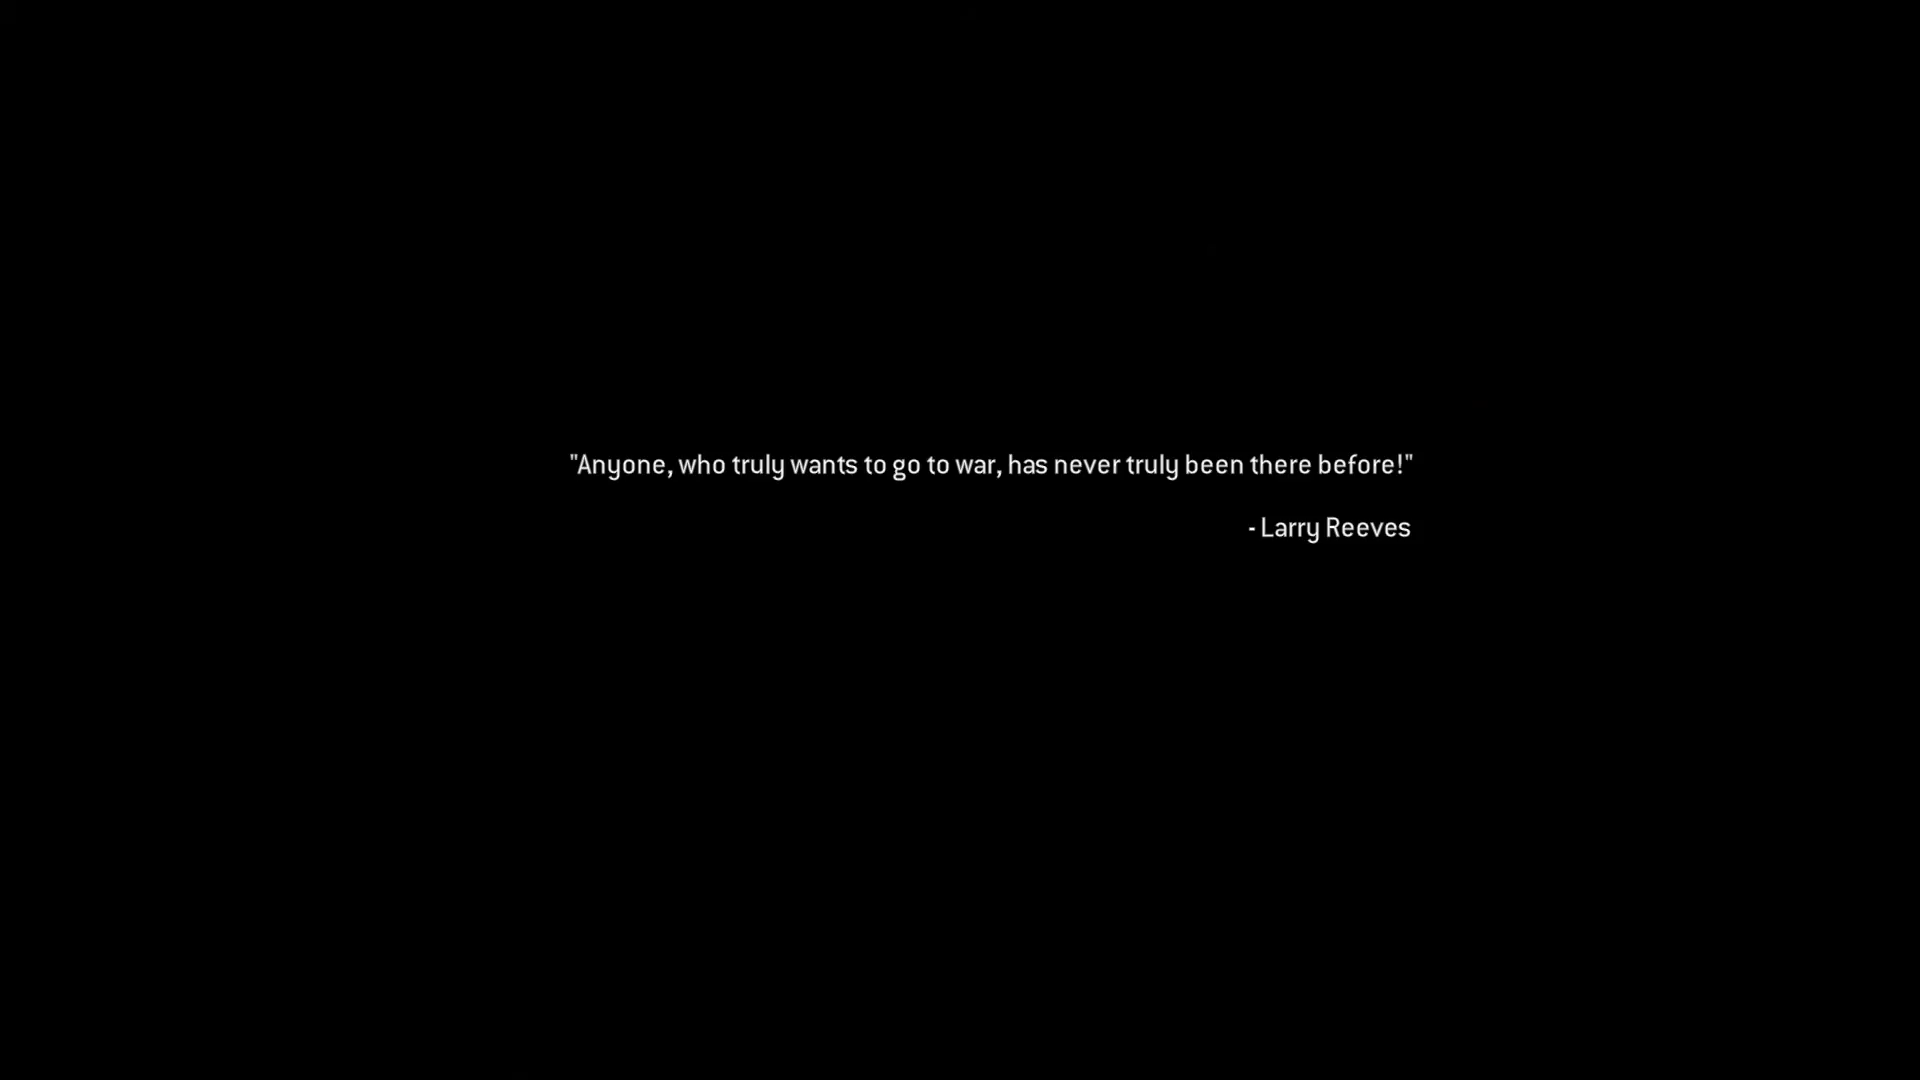 "Anyone, who truly wants to go to war, has never truly been there before!"
- Larry Reeves